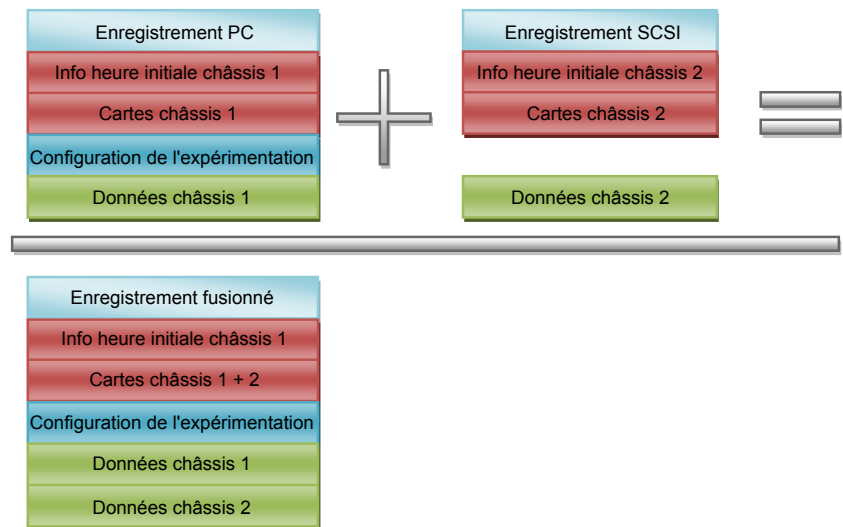 Enregistrement PC
Info heure initiale châssis 1
Cartes châssis 1
Configuration de l'expérimentation
Données châssis 1
Enregistrement SCSI
Info heure initiale châssis 2
Cartes châssis 2
Données châssis 2
Enregistrement fusionné
Info heure initiale châssis 1
Cartes châssis 1 + 2
Configuration de l'expérimentation
Données châssis 1
Données châssis 2